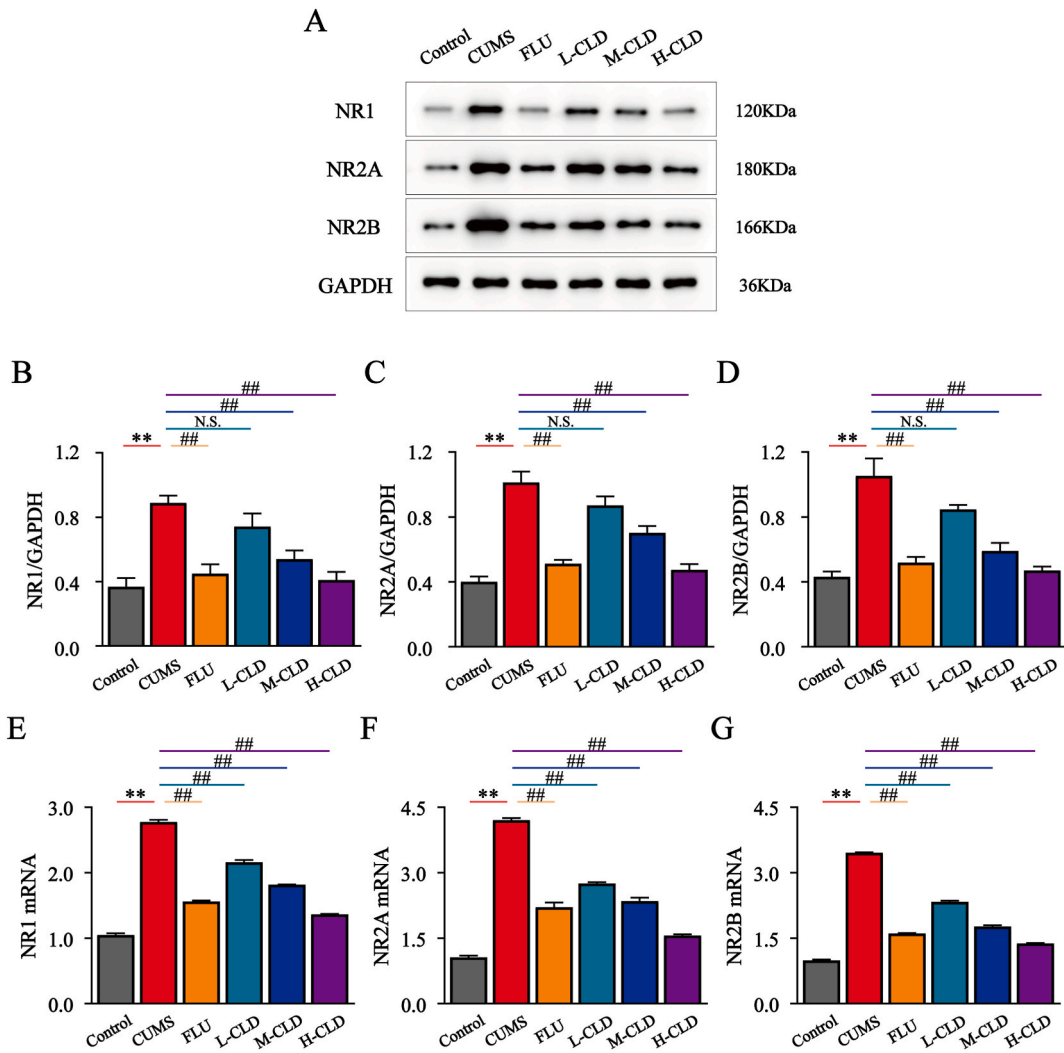 A
Control CUMS FLU L-CLD M-CLD H-CLD
NR1 120KDa
NR2A 180KDa
NR2B 166KDa
GAPDH 36KDa
B
##
##
N.S.
** ##
NR1/GAPDH
1.2
0.8
0.4
0.0
Control CUMS FLU L-CLD M-CLD H-CLD
C
##
##
N.S.
** ##
NR2A/GAPDH
1.2
0.8
0.4
0.0
Control CUMS FLU L-CLD M-CLD H-CLD
D
##
##
N.S.
** ##
NR2B/GAPDH
1.2
0.8
0.4
0.0
Control CUMS FLU L-CLD M-CLD H-CLD
E
##
##
##
** ##
NR1 mRNA
3.0
2.0
1.0
0.0
Control CUMS FLU L-CLD M-CLD H-CLD
F
##
##
##
** ##
NR2A mRNA
4.5
3.0
1.5
0.0
Control CUMS FLU L-CLD M-CLD H-CLD
G
##
##
##
** ##
NR2B mRNA
4.5
3.0
1.5
0.0
Control CUMS FLU L-CLD M-CLD H-CLD